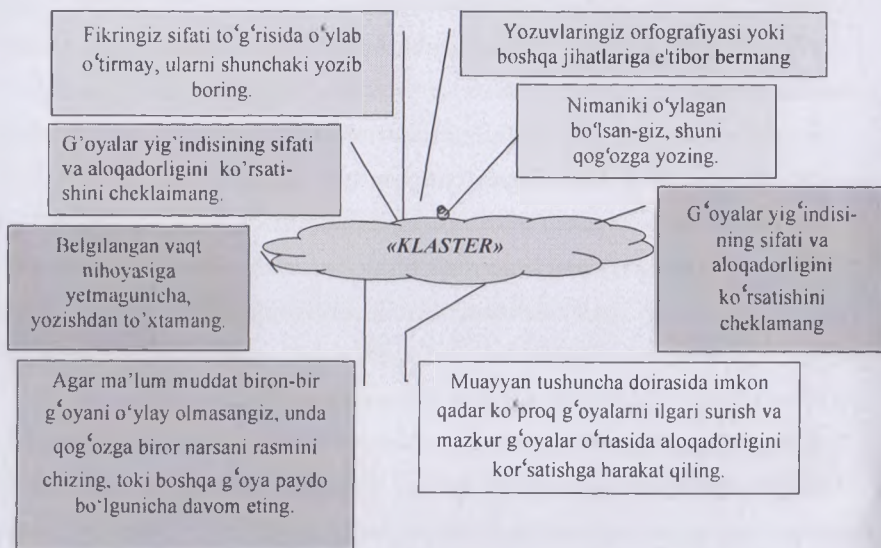 Fikringiz sifati to‘g‘risida o‘ylab
o‘tirmay, ularni shunchaki yozib
boring.
Yozuvlaringiz orfografiyasi yoki
boshqa jihatlariga e'tibor bermang
Nimaniki o‘ylagan
bo‘lsan-giz, shuni
qog‘ozga yozing.
G’oyalar yig`indisining sifati
va aloqadorligini ko’rsati-
shini cheklaimang.
«KLASTER»
G‘oyalar yig‘indisi-
ning sifati va
aloqadorligini
ko‘rsatishini
cheklamang
Belgilangan vaqt
nihoyasiga
yetmagunicha,
yozishdan to’xtamang.
Agar ma’lum muddat biron-bir
g‘oyani o‘ylay olmasangiz, unda
qog‘ozga biror narsani rasmini
chizing, toki boshqa g‘oya paydo
bo‘lgunicha davom eting.
Muayyan tushuncha doirasida imkon
qadar ko‘proq g‘oyalarni ilgari surish va
mazkur g‘oyalar o‘rtasida aloqadorligini
kor‘satishga harakat qiling.